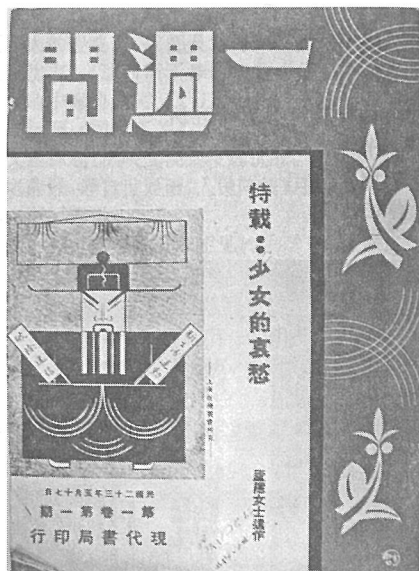 一週間
特載：少女的哀愁
廬隱女士遺作
民國二十三年五月十七日
第一卷第一期
現代書局印行